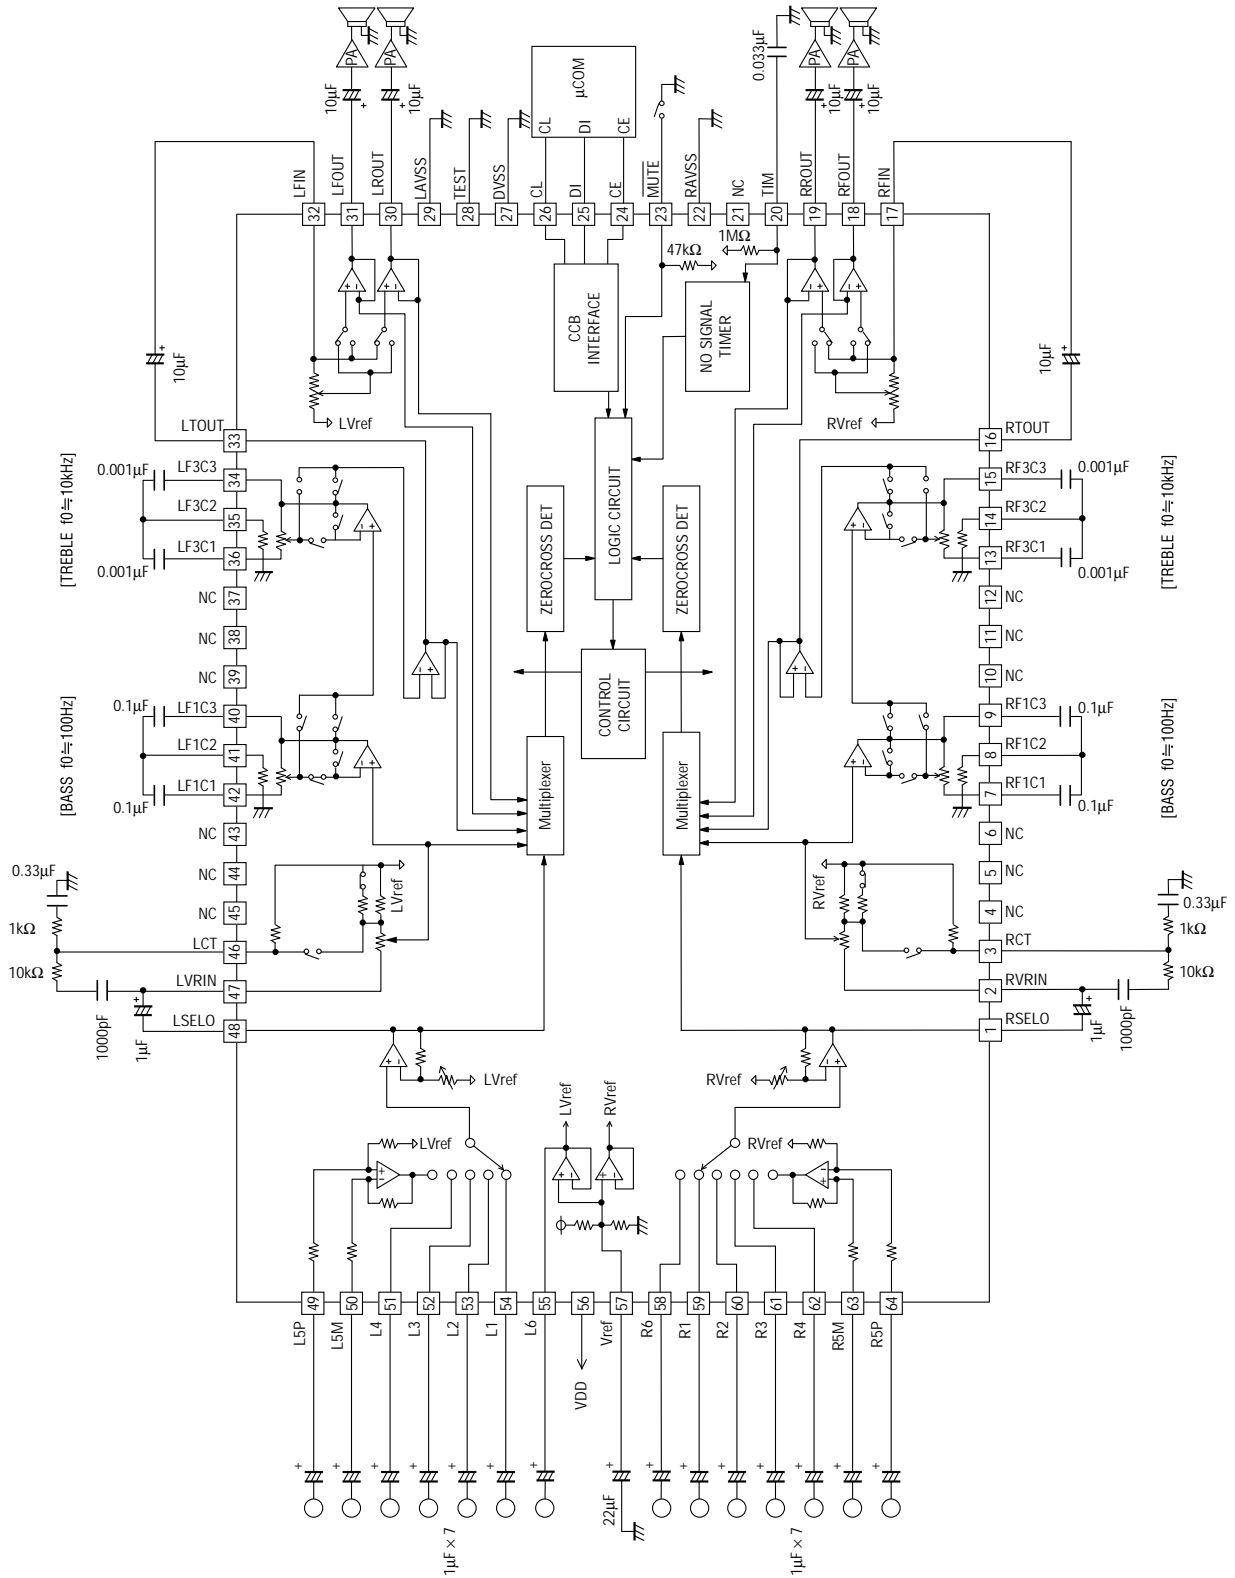 PA
PA
PA
PA
10µF
10µF
µCOM
CL
DI
CE
0.033µF
10µF
10µF
LFIN
LFOUT
LROUT
LAVSS
TEST
DVSS
CL
DI
CE
MUTE
RAVSS
NC
TIM
RROUT
RFOUT
RFIN
32
31
30
29
28
27
26
25
24
23
22
21
20
19
18
17
47kΩ
1MΩ
CCB
INTERFACE
NO SIGNAL
TIMER
10µF
10µF
LVref
RVref
LTOUT
33
16
RTOUT
[TREBLE f0≒10kHz]
0.001µF
LF3C3
34
LF3C2
35
0.001µF
LF3C1
36
ZEROCROSS DET
LOGIC CIRCUIT
ZEROCROSS DET
15
RF3C3
0.001µF
14
RF3C2
13
RF3C1
0.001µF
[TREBLE f0≒10kHz]
NC
37
12
NC
NC
38
11
NC
NC
39
10
NC
CONTROL
CIRCUIT
[BASS f0≒100Hz]
0.1µF
LF1C3
40
LF1C2
41
0.1µF
LF1C1
42
Multiplexer
Multiplexer
9
RF1C3
0.1µF
8
RF1C2
7
RF1C1
0.1µF
[BASS f0≒100Hz]
NC
43
6
NC
NC
44
5
NC
NC
45
4
NC
0.33µF
1kΩ
LCT
46
LVref
RVref
3
RCT
0.33µF
1kΩ
10kΩ
LVRIN
47
2
RVRIN
10kΩ
1000pF
1µF
LSELO
48
1
RSELO
1µF
1000pF
LVref
LVref
RVref
RVref
LVref
RVref
49
50
51
52
53
54
55
56
57
58
59
60
61
62
63
64
L5P
L5M
L4
L3
L2
L1
L6
VDD
Vref
R6
R1
R2
R3
R4
R5M
R5P
22µF
1µF × 7
1µF × 7